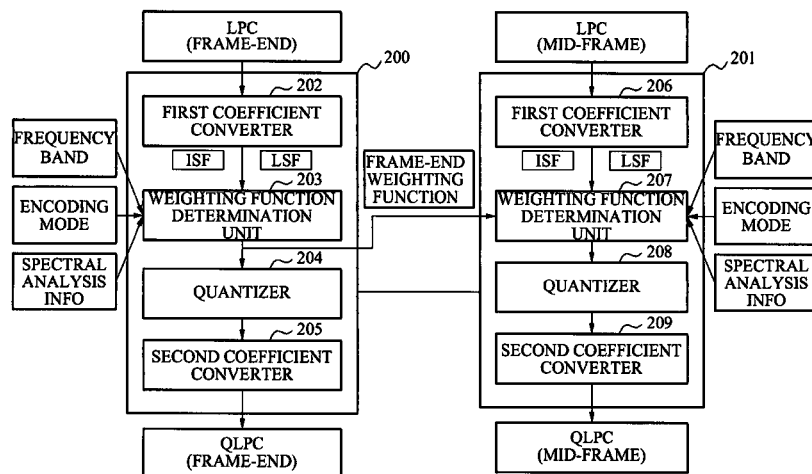 LPC
(FRAME-END)
200
202
FIRST COEFFICIENT
CONVERTER
ISF
LSF
FREQUENCY
BAND
ENCODING
MODE
SPECTRAL
ANALYSIS
INFO
203
WEIGHTING FUNCTION
DETERMINATION
UNIT
204
QUANTIZER
205
SECOND COEFFICIENT
CONVERTER
QLPC
(FRAME-END)
FRAME-END
WEIGHTING
FUNCTION
LPC
(MID-FRAME)
201
206
FIRST COEFFICIENT
CONVERTER
ISF
LSF
207
WEIGHTING FUNCTION
DETERMINATION
UNIT
FREQUENCY
BAND
ENCODING
MODE
SPECTRAL
ANALYSIS
INFO
208
QUANTIZER
209
SECOND COEFFICIENT
CONVERTER
QLPC
(MID-FRAME)